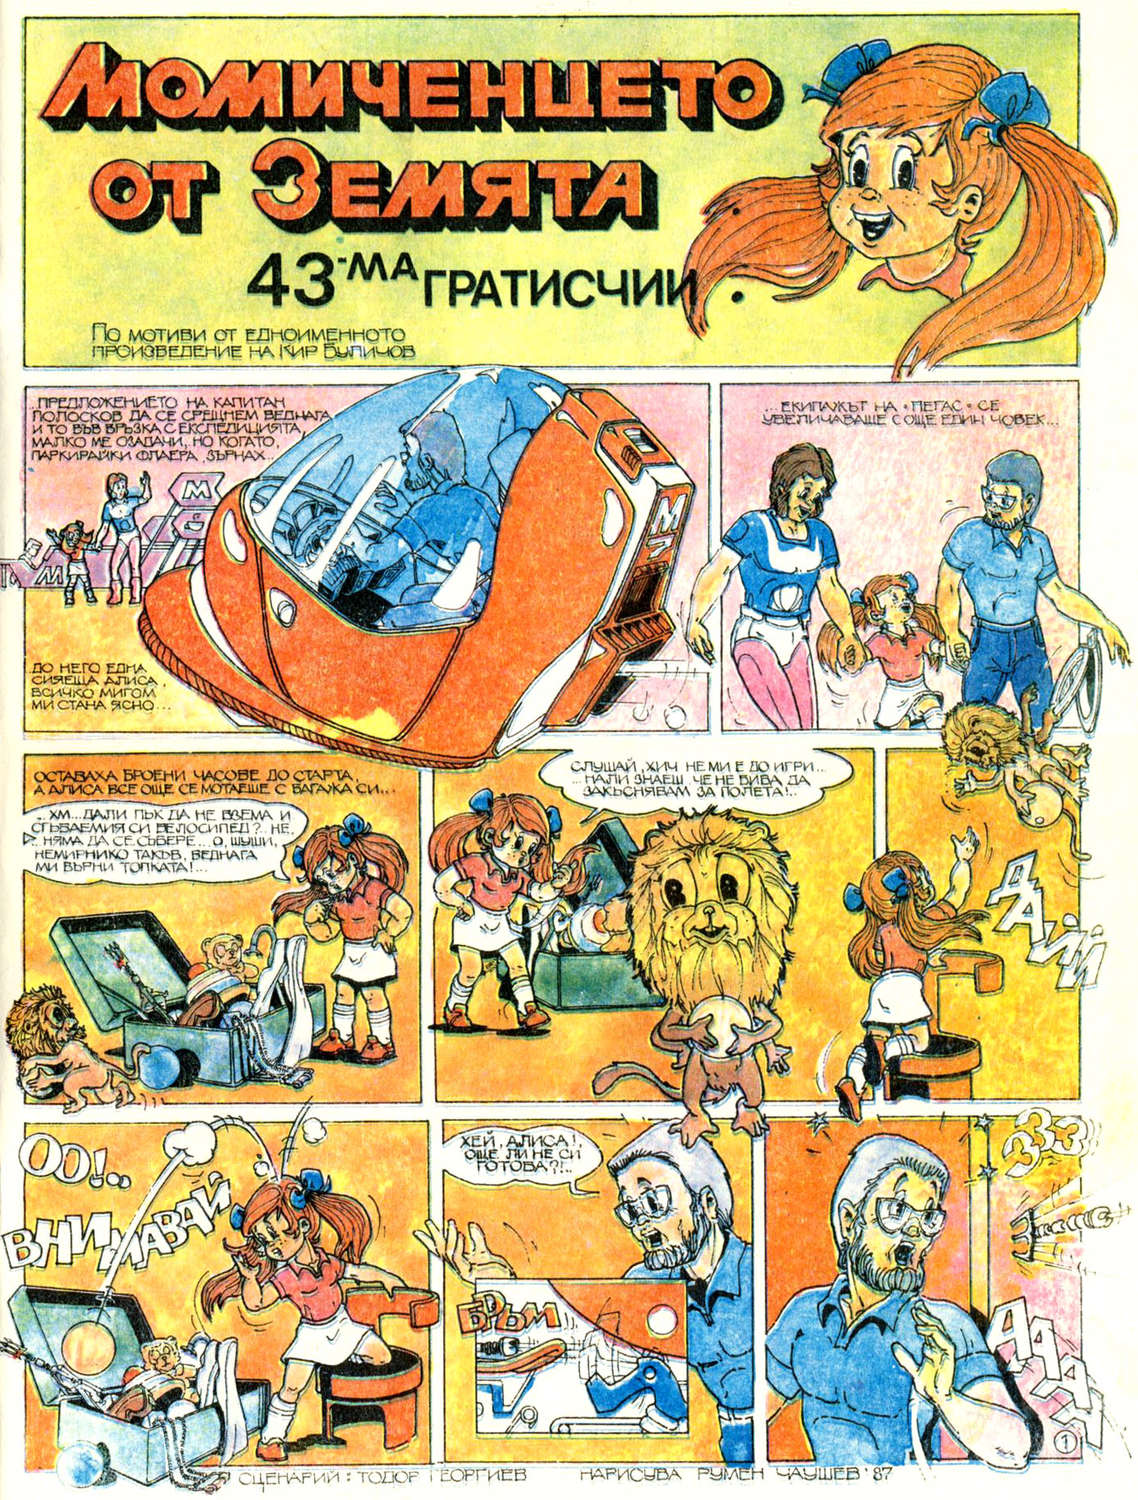 МОМИЧЕНЦЕТО
ОТ ЗЕМЯТА
43-МА ГРАТИСЧИИ
ПО МОТИВИ ОТ ЕДНОИМЕННОТО
ПРОИЗВЕДЕНИЕ НА КИР БУЛИЧОВ
...ПРЕДЛОЖЕНИЕТО НА КАПИТАН
ПОЛОСКОВ ДА СЕ СРЕЩНЕМ ВЕДНАГА,
И ТО ВЪВ ВРЪЗКА С ЕКСПЕДИЦИЯТА,
МАЛКО МЕ ОЗАДАЧИ, НО КОГАТО,
ПАРКИРАЙКИ ФЛАЕРА, ЗЪРНАХ...
М
М
М
ДО НЕГО ЕДНА
СИЯЕЩА АЛИСА,
ВСИЧКО МИГОМ
МИ СТАНА ЯСНО...
...ЕКИПАЖЪТ НА "ПЕГАС" СЕ
УВЕЛИЧАВАШЕ С ОЩЕ ЕДИН ЧОВЕК...
ОСТАВАХА БРОЕНИ ЧАСОВЕ ДО СТАРТА,
А АЛИСА ВСЕ ОЩЕ СЕ МОТАЕШЕ С БАГАЖА СИ...
...ХМ...ДАЛИ ПЪК ДА НЕ ВЗЕМА И
СГЪВАЕМИЯ СИ ВЕЛОСИПЕД?.. НЕ,
НЯМА ДА СЕ СЪБЕРЕ... О, ШУШИ,
НЕМИРНИКО ТАКЪВ, ВЕДНАГА
МИ ВЪРНИ ТОПКАТА!...
СЛУШАЙ, ХИЧ НЕ МИ Е ДО ИГРИ...
...НАЛИ ЗНАЕШ, ЧЕ НЕ БИВА ДА
ЗАКЪСНЯВАМ ЗА ПОЛЕТА!..
ДАЙЙ
ОО!..
ВНИМАВАЙ
ХЕЙ, АЛИСА!,
ОЩЕ ЛИ НЕ СИ
ГОТОВА?!..
БРЪМ
ЗЗЗ!!
1
СЦЕНАРИЙ: ТОДОР ГЕОРГИЕВ
НАРИСУВА РУМЕН ЧАУШЕВ '87